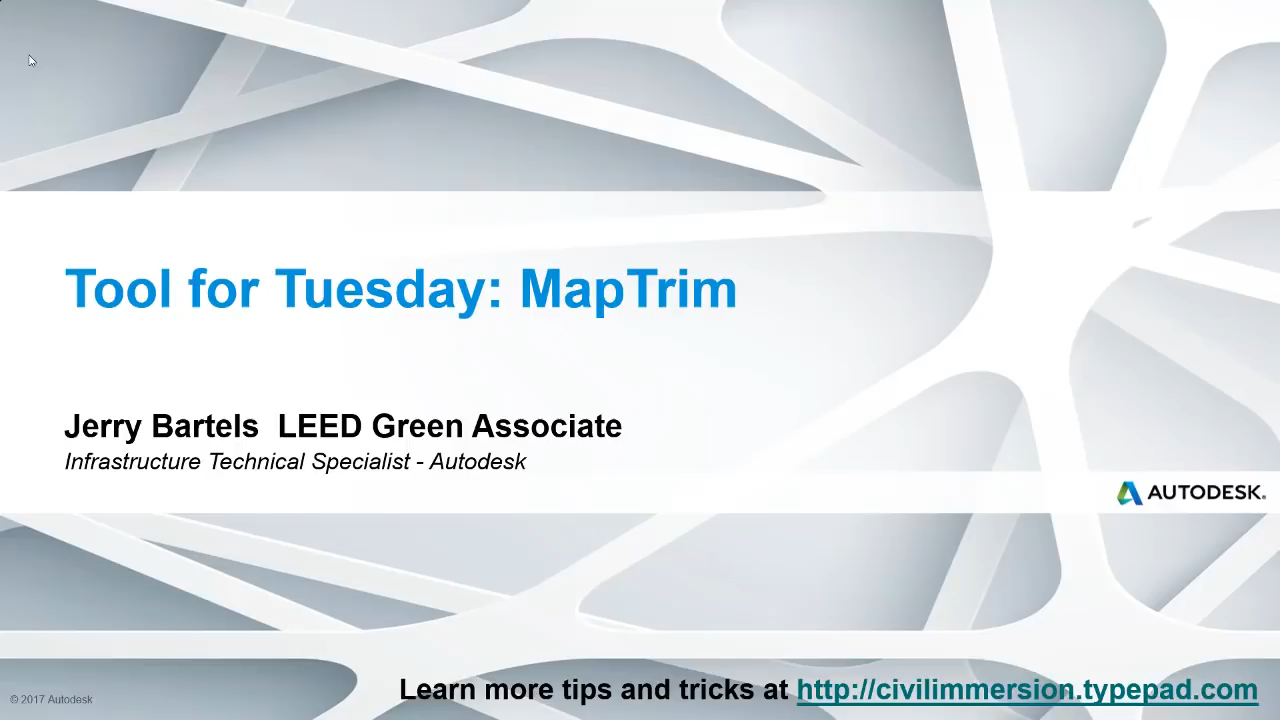 Tool for Tuesday: MapTrim
Jerry Bartels  LEED Green Associate
Infrastructure Technical Specialist - Autodesk
AUTODESK.
Learn more tips and tricks at http://civilimmersion.typepad.com
© 2017 Autodesk